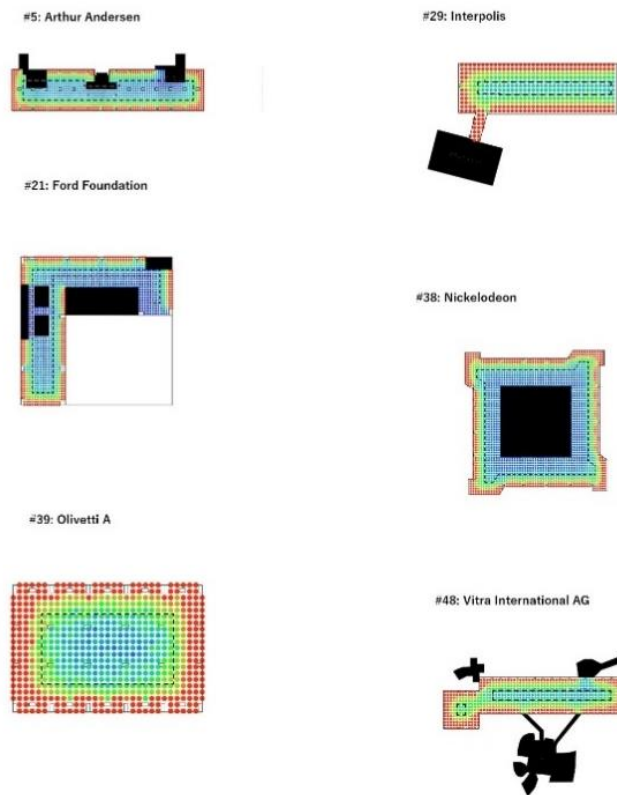 #5: Arthur Andersen
#29: Interpolis
#21: Ford Foundation
#38: Nickelodeon
#39: Olivetti A
#48: Vitra International AG